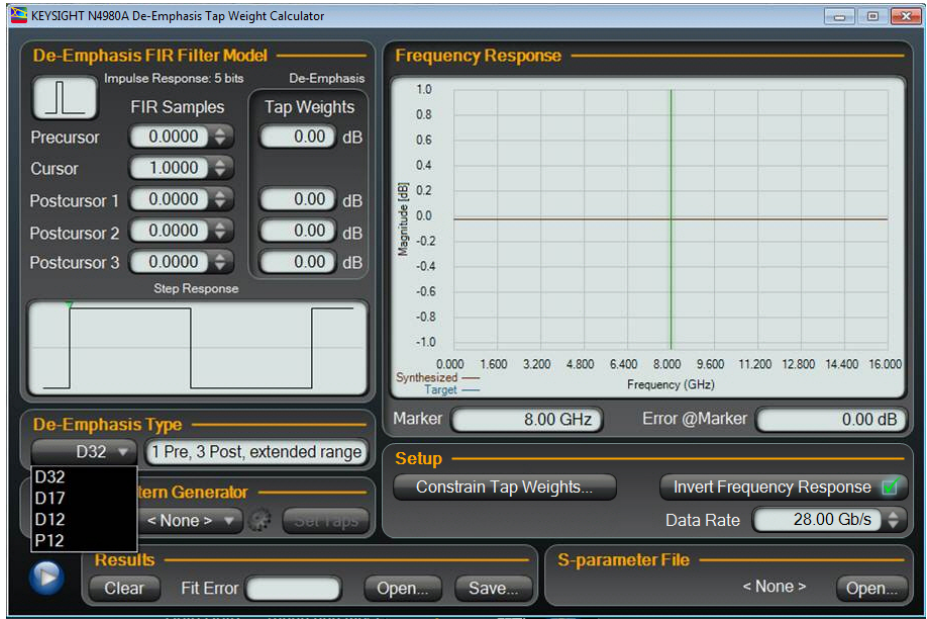 KEYSIGHT N4980A De-Emphasis Tap Weight Calculator
De-Emphasis FIR Filter Model
Impulse Response: 5 bits
De-Emphasis
FIR Samples
Tap Weights
Precursor 0.0000 0.00 dB
Cursor 1.0000
Postcursor 1 0.0000 0.00 dB
Postcursor 2 0.0000 0.00 dB
Postcursor 3 0.0000 0.00 dB
Step Response
De-Emphasis Type
D32 1 Pre, 3 Post, extended range
D32
D17
D12
P12
tern Generator
< None > Set Taps
Frequency Response
Magnitude [dB]
1.0
0.8
0.6
0.4
0.2
0.0
-0.2
-0.4
-0.6
-0.8
-1.0
0.000 1.600 3.200 4.800 6.400 8.000 9.600 11.200 12.800 14.400 16.000
Synthesized
Target
Frequency (GHz)
Marker 8.00 GHz Error @Marker 0.00 dB
Setup
Constrain Tap Weights... Invert Frequency Response
Data Rate 28.00 Gb/s
Results
Clear Fit Error Open... Save...
S-parameter File
< None > Open...